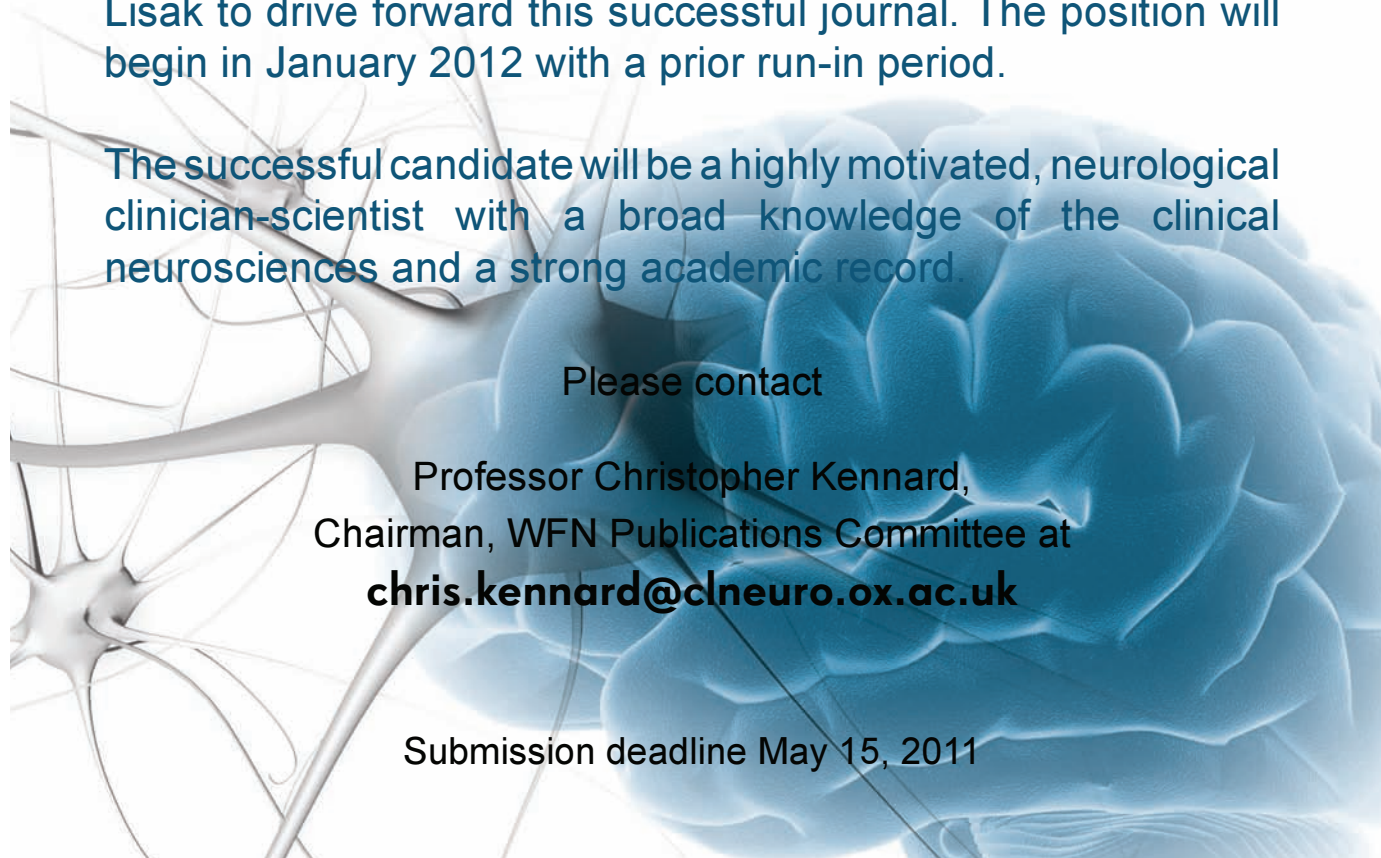 Lisak to drive forward this successful journal. The position will
begin in January 2012 with a prior run-in period.
The successful candidate will be a highly motivated, neurological
clinician-scientist with a broad knowledge of the clinical
neurosciences and a strong academic record.
Please contact
Professor Christopher Kennard,
Chairman, WFN Publications Committee at
chris.kennard@clneuro.ox.ac.uk
Submission deadline May 15, 2011